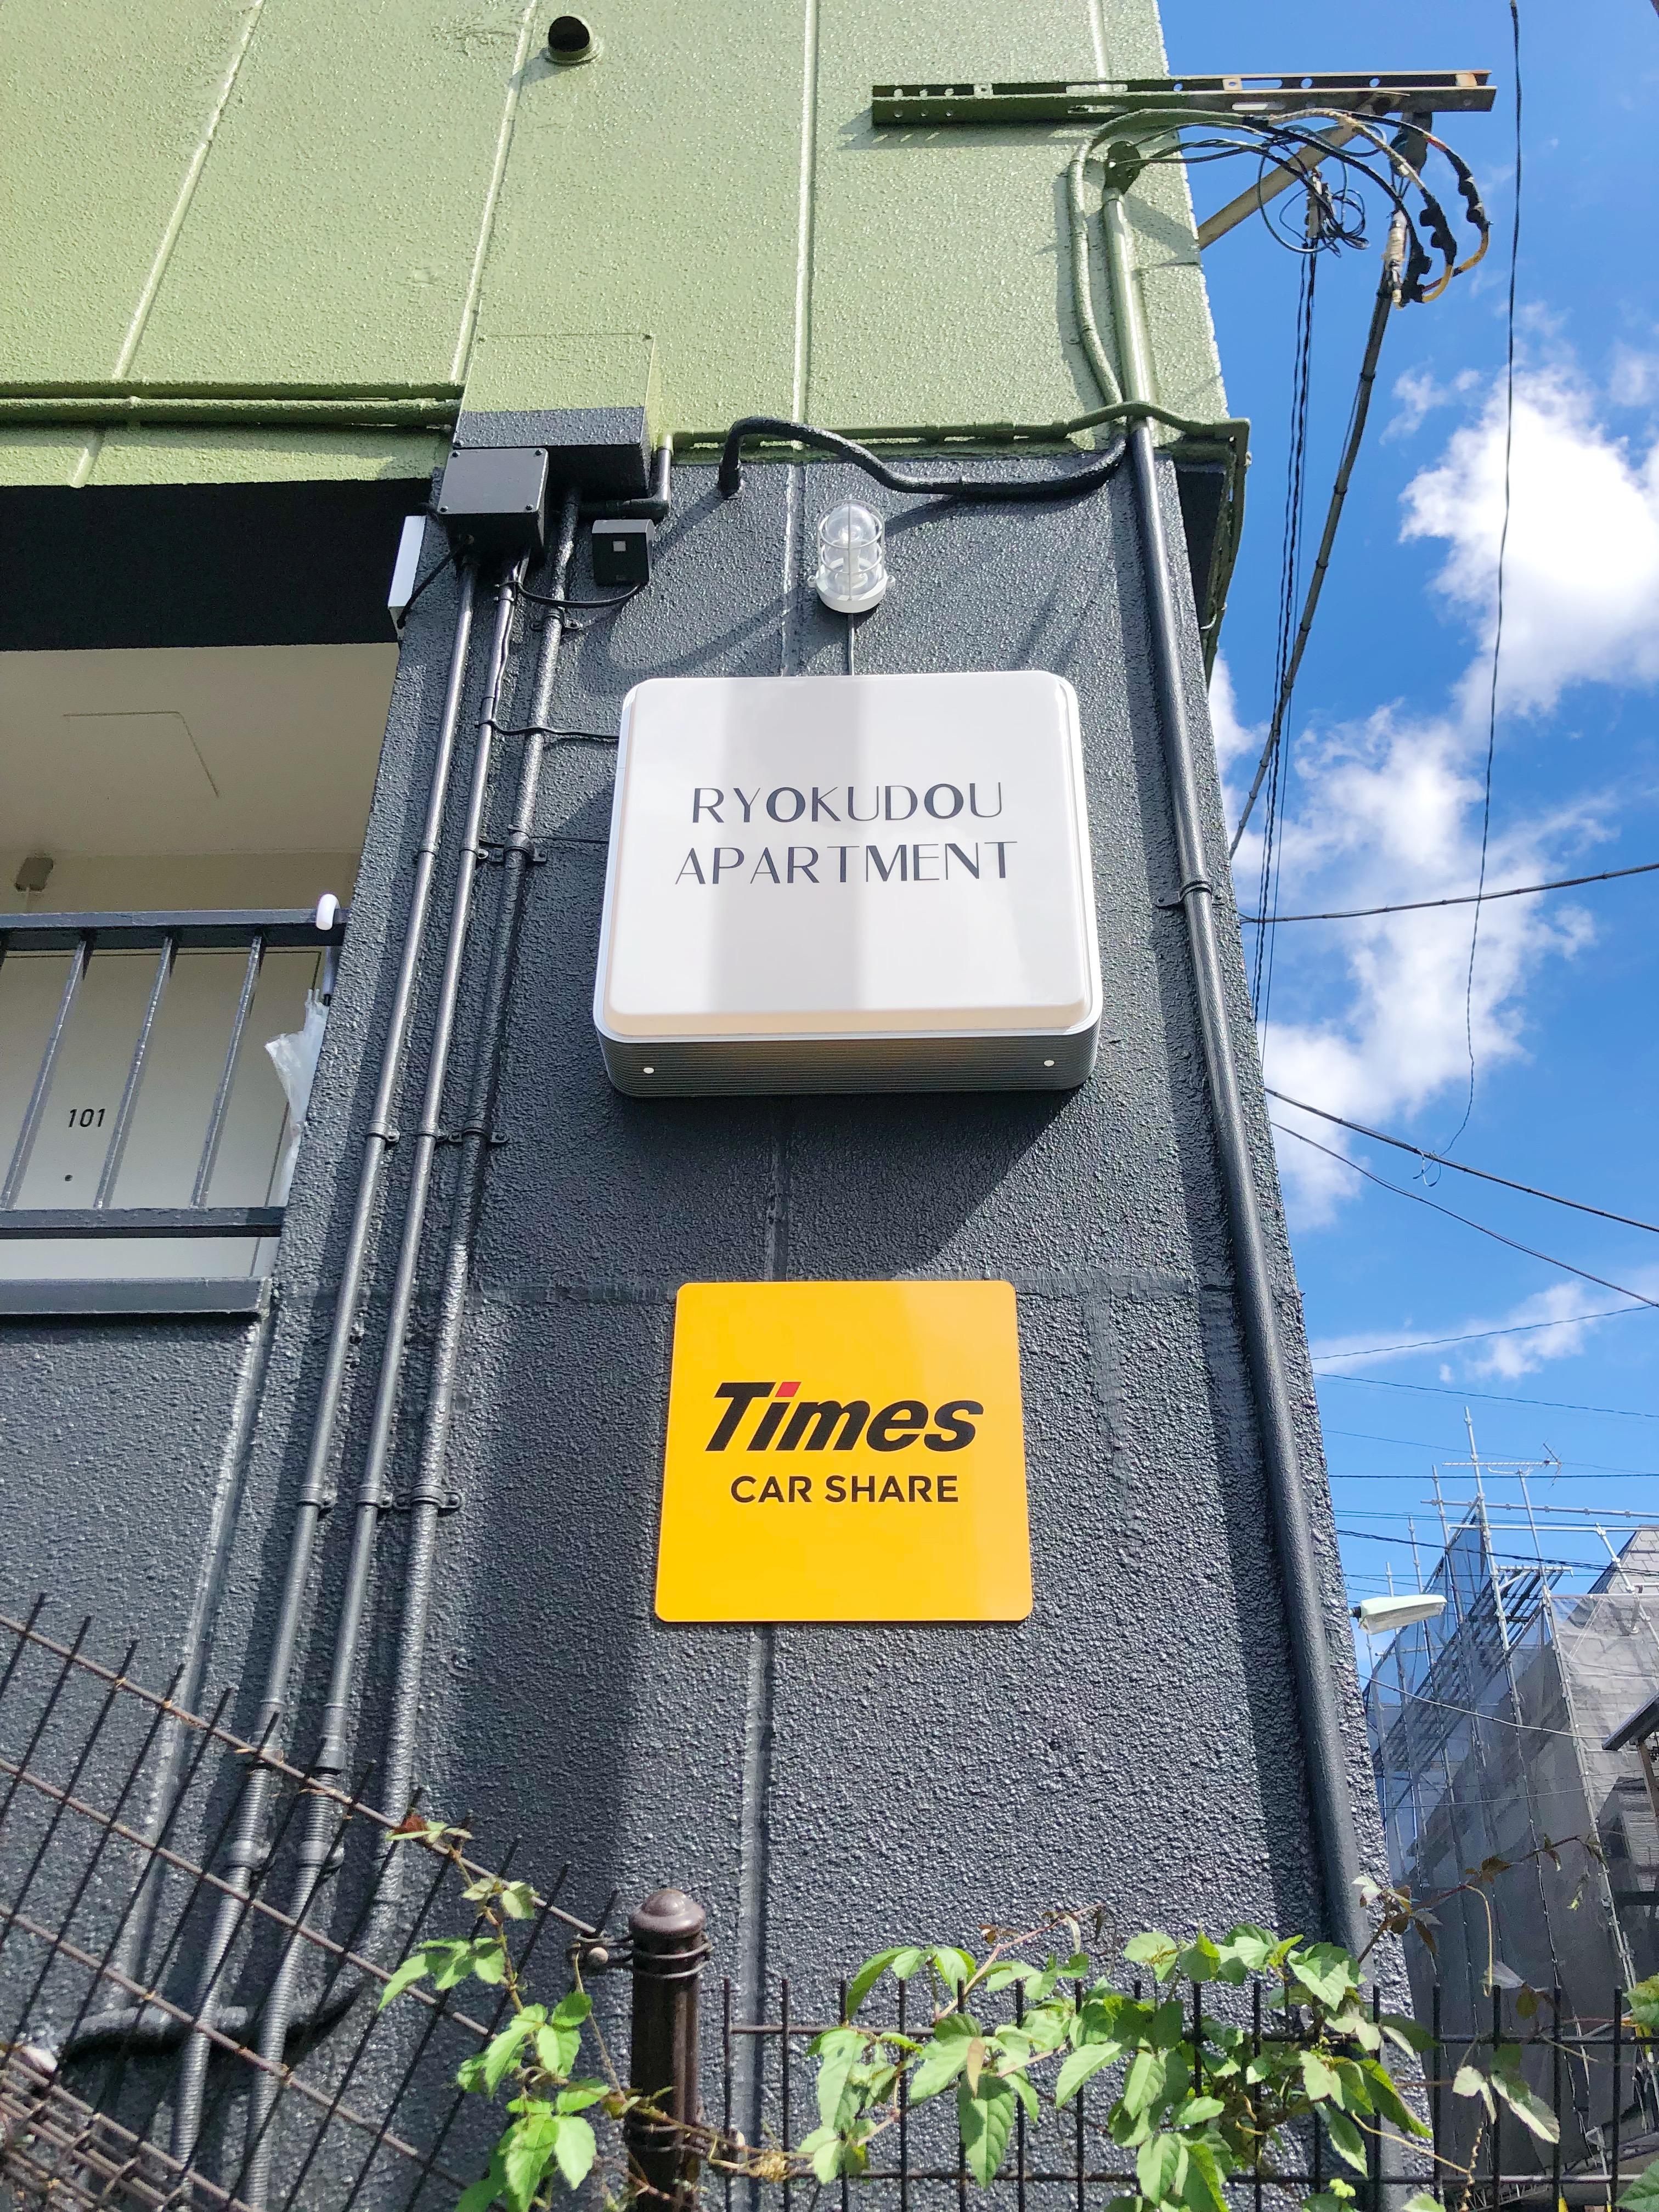 RYOKUDOU
APARTMENT
101
Times
CAR SHARE